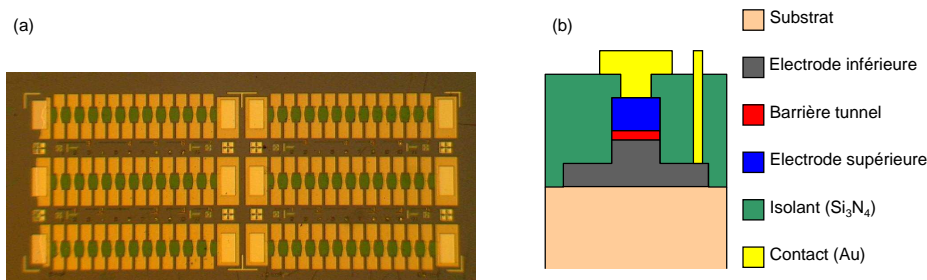 (a)
(b)
Substrat
Electrode inférieure
Barrière tunnel
Electrode supérieure
Isolant (Si₃N₄)
Contact (Au)